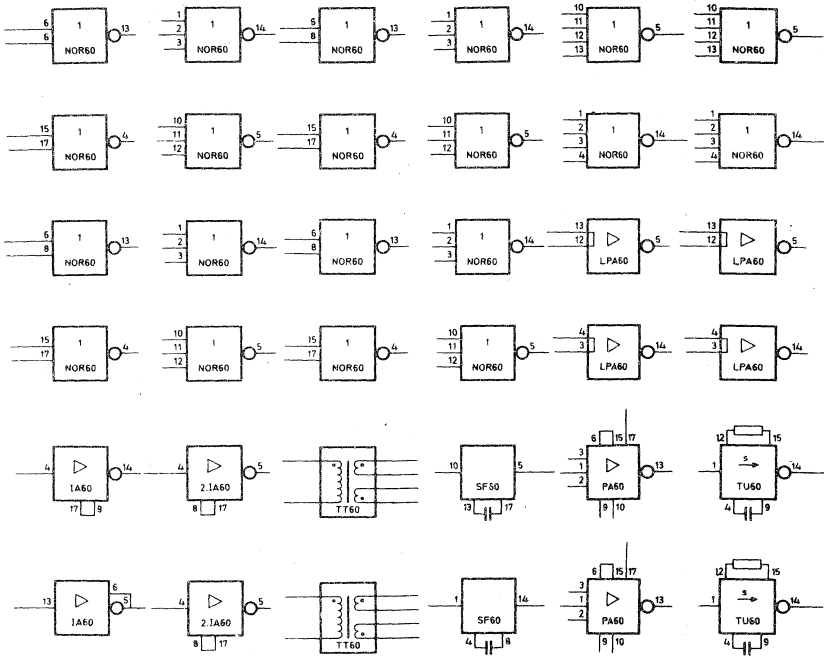 6 1 13 1 1 14 5 1 13 1 1 14 10 1 5 10 1 5
6 2 8 2 11 11
NOR60 3 NOR60 NOR60 3 NOR60 12 NOR60 12 NOR60
13 13
15 1 4 10 1 5 15 1 4 10 1 5 1 1 14 1 1 14
17 11 17 11 2 2
NOR60 12 NOR60 NOR60 12 NOR60 3 NOR60 3 NOR60
4 4
6 1 13 1 1 14 6 1 13 1 1 14 13 5 13 5
8 2 8 2 12 12
NOR60 3 NOR60 NOR60 3 NOR60 LPA60 LPA60
15 1 4 10 1 5 15 1 4 10 1 5 4 14 4 14
17 11 17 11 3 3
NOR60 12 NOR60 NOR60 12 NOR60 LPA60 LPA60
6 15 17 12 15
4 14 4 5 10 5 3 13 1 S 14
1
IA60 2.IA60 SF60 2 PA60 TU60
17 9 8 17 TT60 13 17 9 10 4 9
6 6 15 17 12 15
13 5 4 5 1 14 3 13 1 S 14
1
IA60 2.IA60 SF60 2 PA60 TU60
8 17 TT60 4 8 9 10 4 9